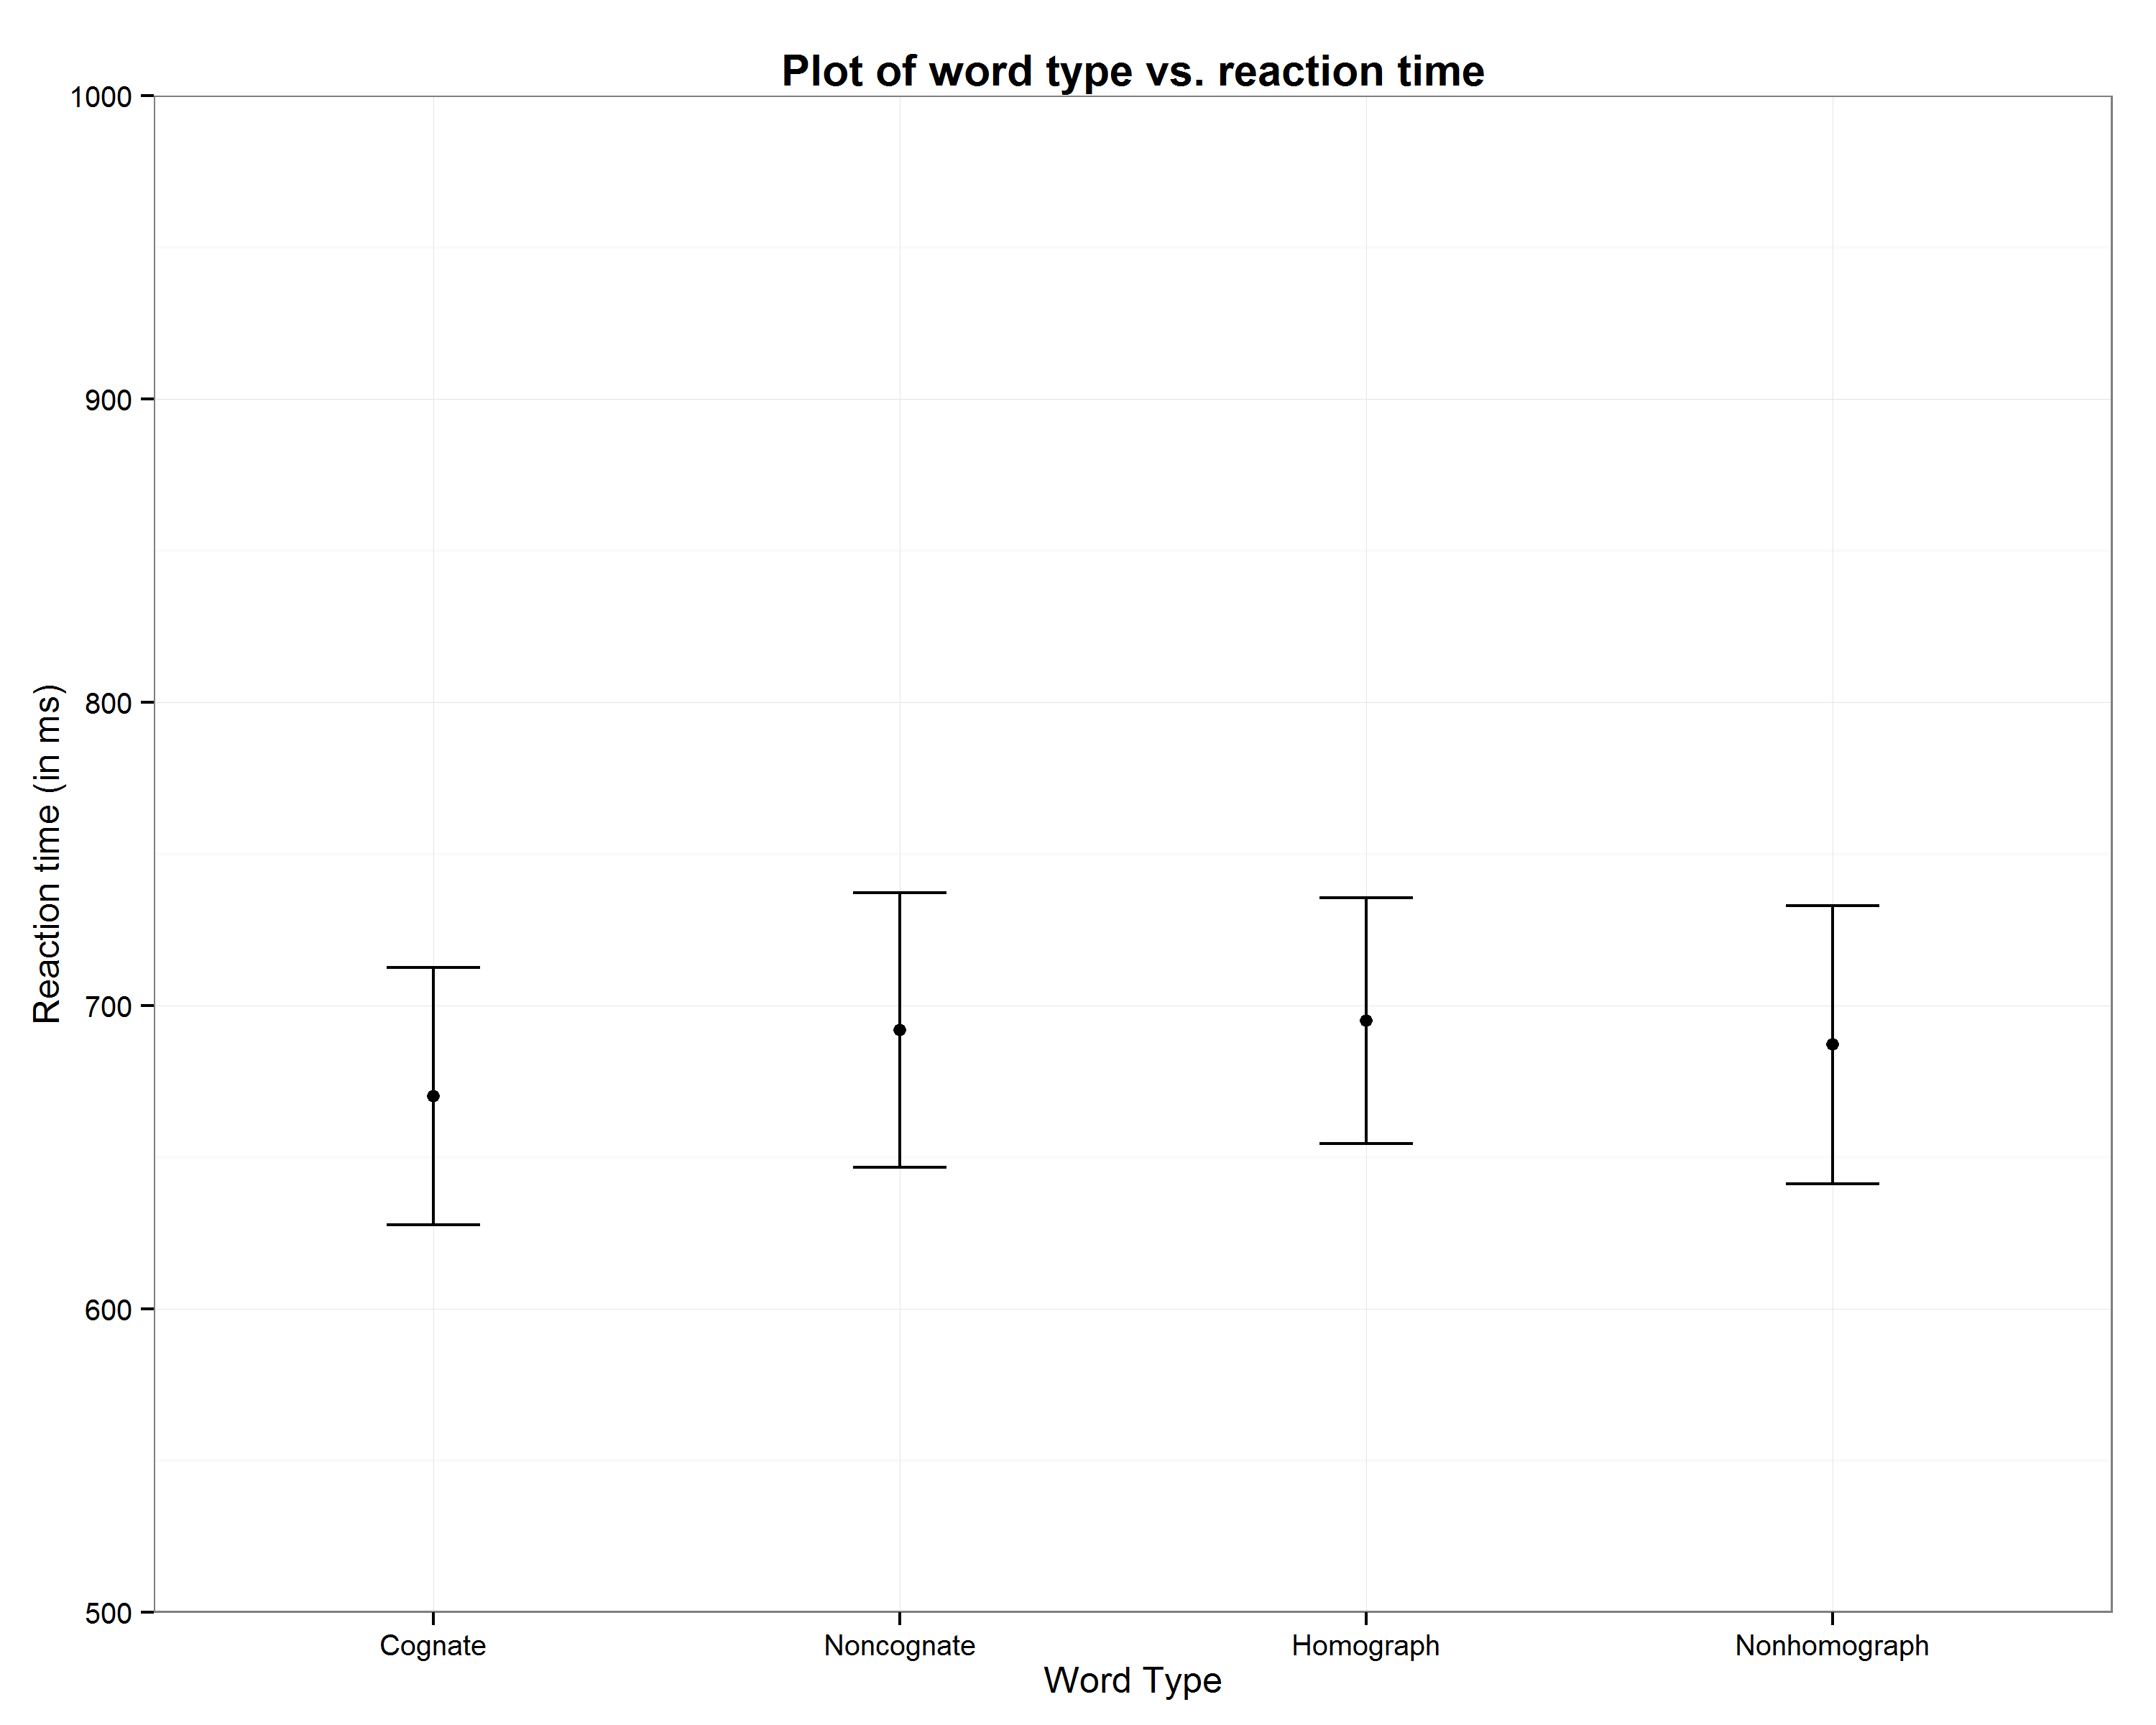 Plot of word type vs. reaction time
Reaction time (in ms)
1000
900
800
700
600
500
Cognate Noncognate Homograph Nonhomograph
Word Type